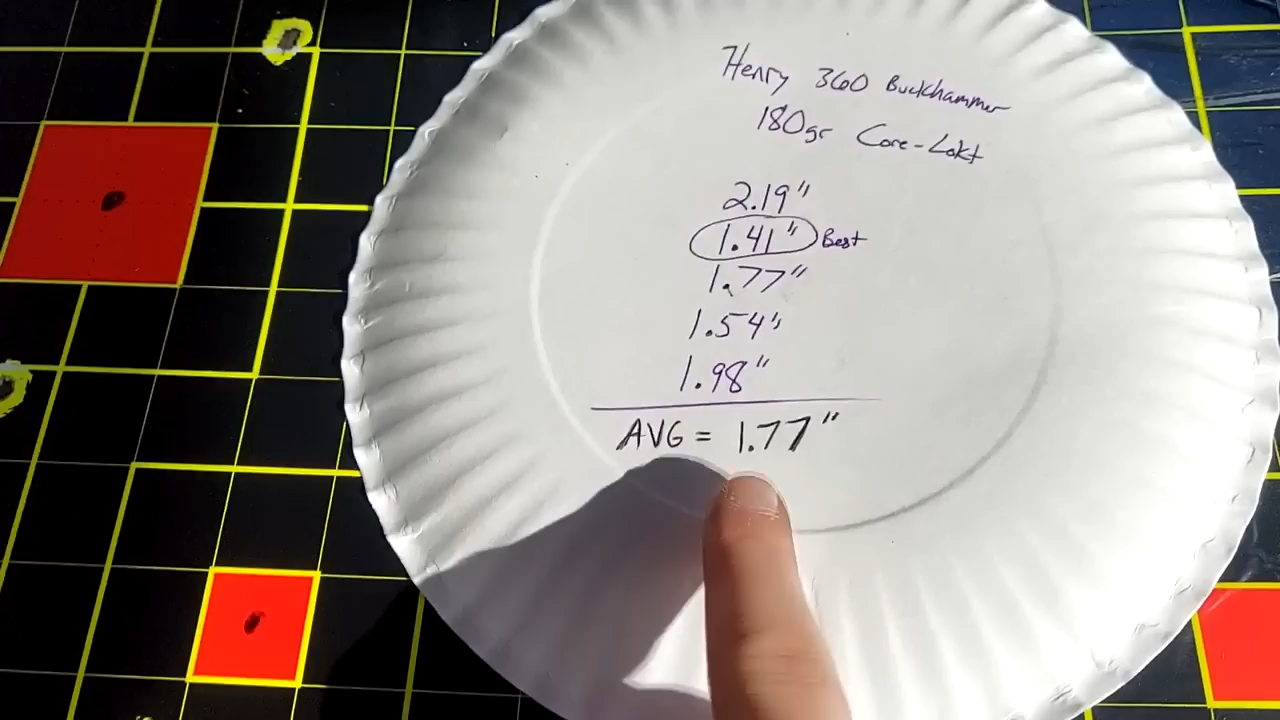 Henry 360 Buckhammer
180gr Core-Lokt
2.19"
1.41" Best
1.77"
1.54"
1.98"
AVG = 1.77"